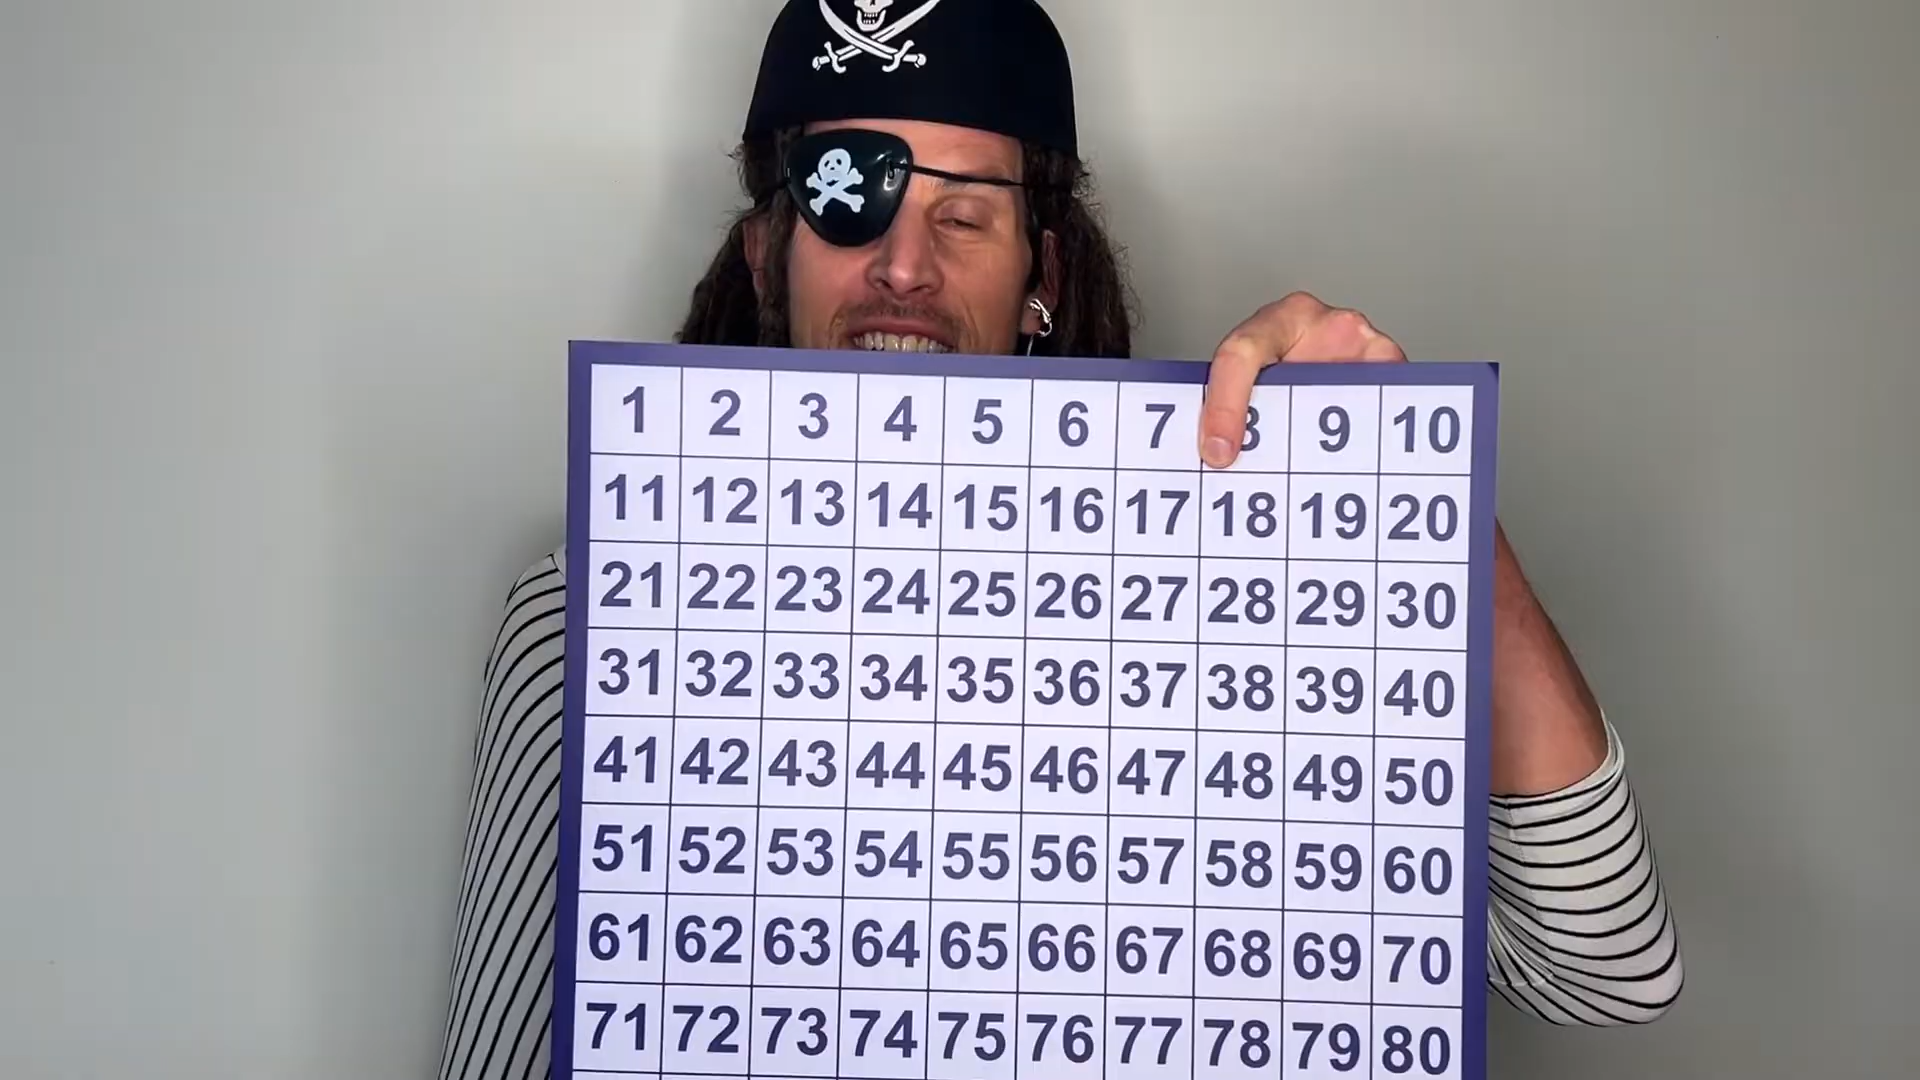 1 2 3 4 5 6 7 8 9 10
11 12 13 14 15 16 17 18 19 20
21 22 23 24 25 26 27 28 29 30
31 32 33 34 35 36 37 38 39 40
41 42 43 44 45 46 47 48 49 50
51 52 53 54 55 56 57 58 59 60
61 62 63 64 65 66 67 68 69 70
71 72 73 74 75 76 77 78 79 80